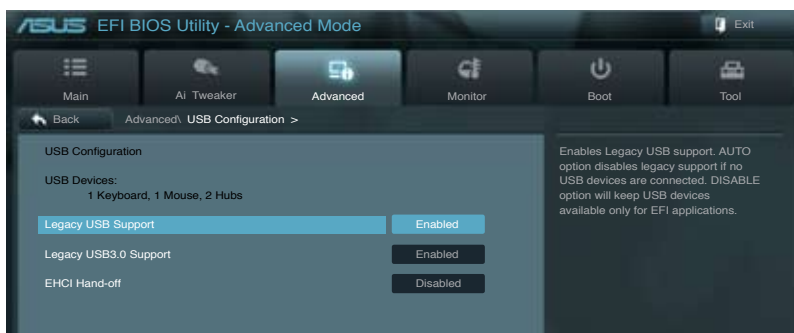 ASUS EFI BIOS Utility - Advanced Mode
Exit
Main
Ai Tweaker
Advanced
Monitor
Boot
Tool
Back
Advanced\ USB Configuration >
USB Configuration
USB Devices:
1 Keyboard, 1 Mouse, 2 Hubs
Legacy USB Support Enabled
Legacy USB3.0 Support Enabled
EHCI Hand-off Disabled
Enables Legacy USB support. AUTO
option disables legacy support if no
USB devices are connected. DISABLE
option will keep USB devices
available only for EFI applications.